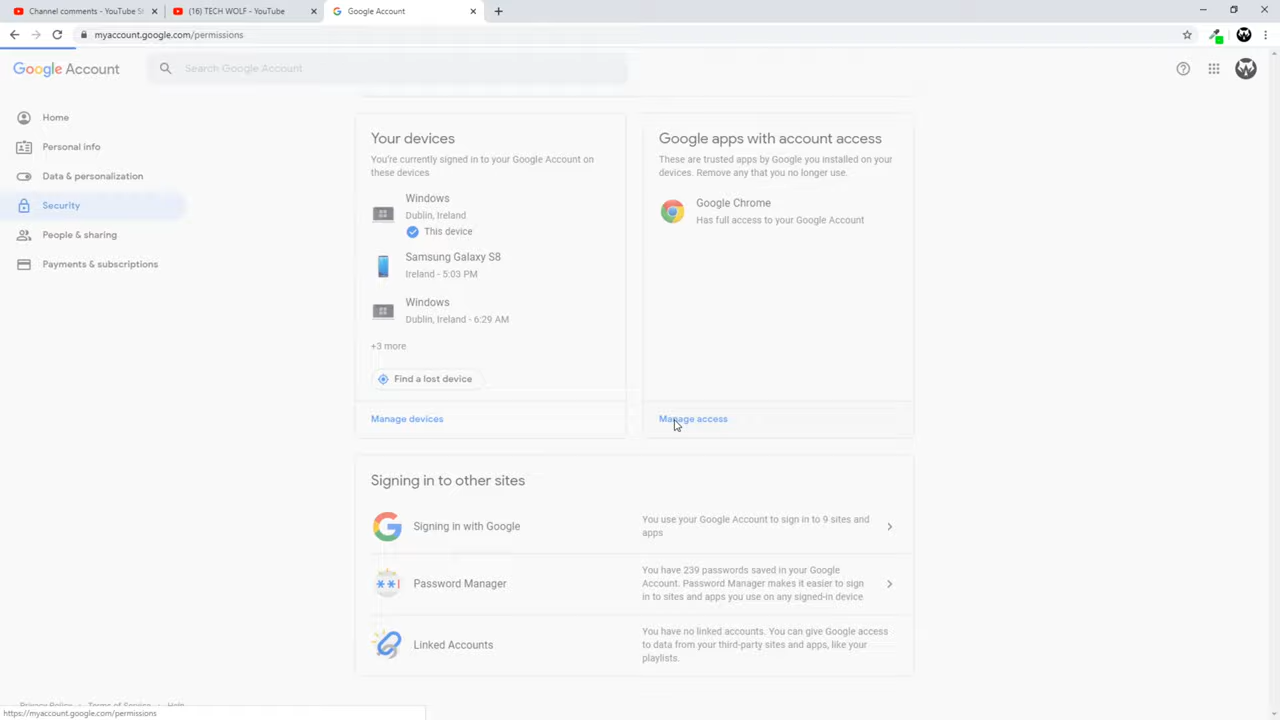 Channel comments - YouTube St
(16) TECH WOLF - YouTube
Google Account
myaccount.google.com/permissions
Google Account
Search Google Account
Home
Personal info
Data & personalization
Security
People & sharing
Payments & subscriptions
Your devices
You're currently signed in to your Google Account on
these devices
Windows
Dublin, Ireland
This device
Samsung Galaxy S8
Ireland - 5:03 PM
Windows
Dublin, Ireland - 6:29 AM
+3 more
Find a lost device
Manage devices
Google apps with account access
These are trusted apps by Google you installed on your
devices. Remove any that you no longer use.
Google Chrome
Has full access to your Google Account
Manage access
Signing in to other sites
Signing in with Google
You use your Google Account to sign in to 9 sites and
apps
Password Manager
You have 239 passwords saved in your Google
Account. Password Manager makes it easier to sign
in to sites and apps you use on any signed-in device
Linked Accounts
You have no linked accounts. You can give Google access
to data from your third-party sites and apps, like your
playlists.
Privacy Policy Terms of Service Help
https://myaccount.google.com/permissions